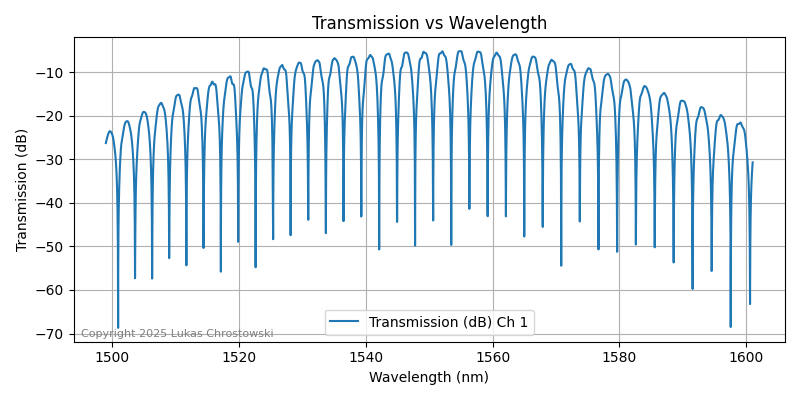 Transmission vs Wavelength
Transmission (dB)
−10
−20
−30
−40
−50
−60
−70
Copyright 2025 Lukas Chrostowski
Transmission (dB) Ch 1
1500 1520 1540 1560 1580 1600
Wavelength (nm)